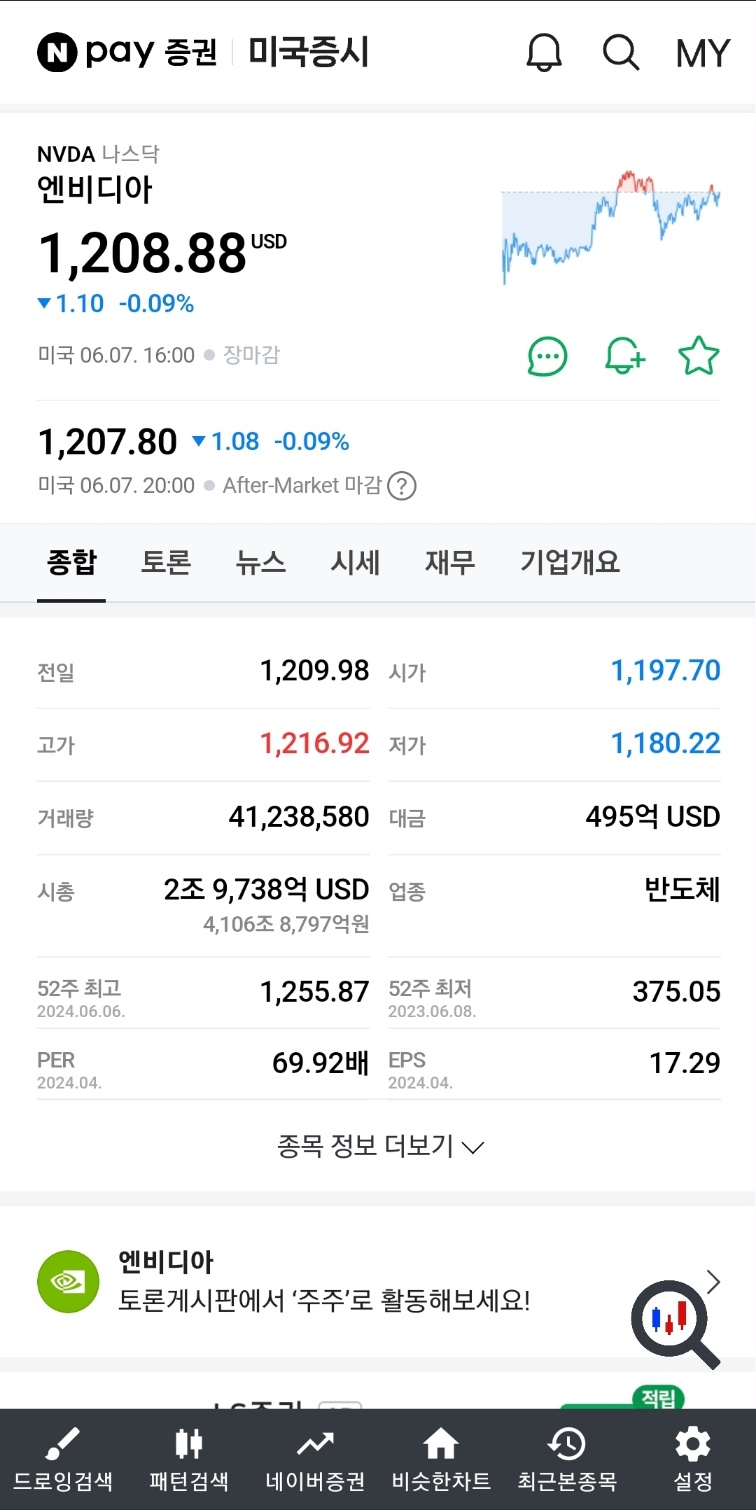 N pay 증권 미국증시 MY
NVDA 나스닥
엔비디아
1,208.88 USD
▼1.10 -0.09%
미국 06.07. 16:00 장마감
1,207.80 ▼1.08 -0.09%
미국 06.07. 20:00 After-Market 마감 ?
종합 토론 뉴스 시세 재무 기업개요
전일 1,209.98 시가 1,197.70
고가 1,216.92 저가 1,180.22
거래량 41,238,580 대금 495억 USD
시총 2조 9,738억 USD 업종 반도체
4,106조 8,797억원
52주 최고 1,255.87 52주 최저 375.05
2024.06.06. 2023.06.08.
PER 69.92배 EPS 17.29
2024.04. 2024.04.
종목 정보 더보기
엔비디아
토론게시판에서 ‘주주’로 활동해보세요!
적립
드로잉검색 패턴검색 네이버증권 비슷한차트 최근본종목 설정